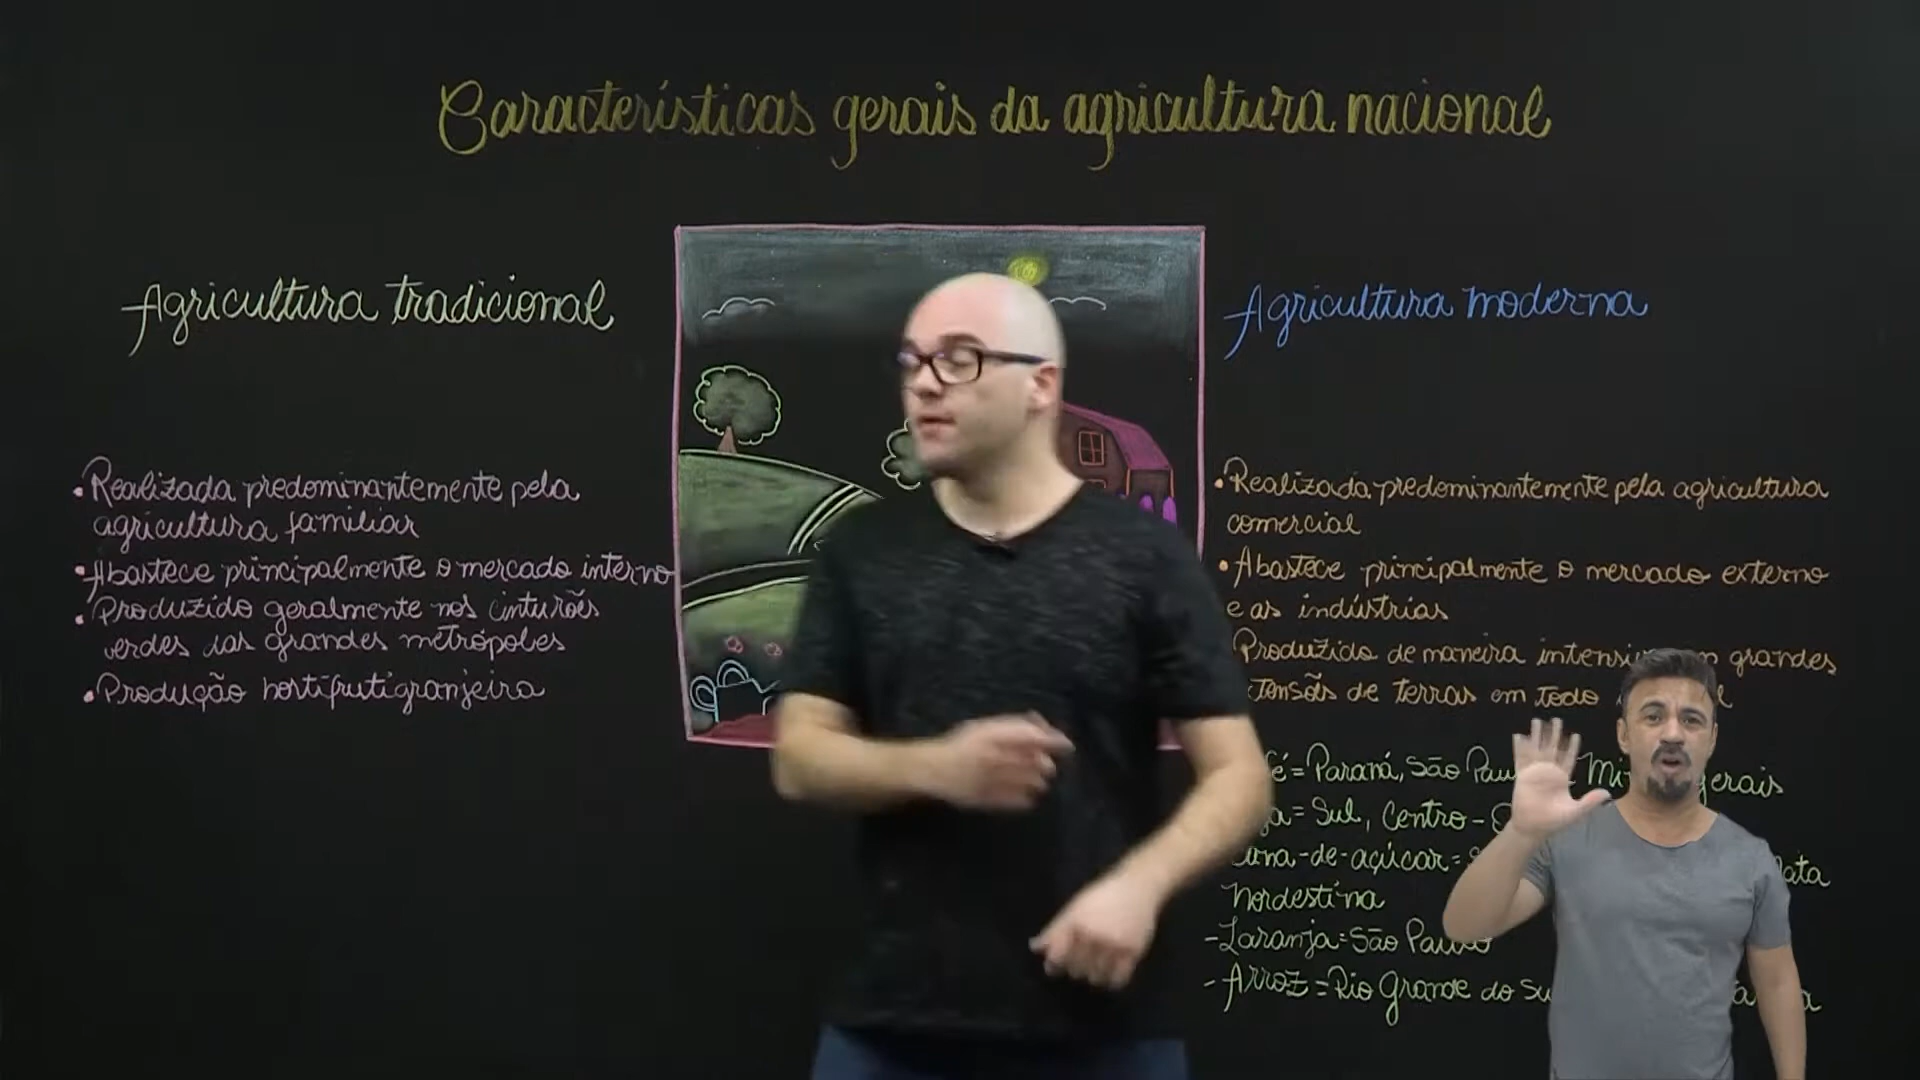 Características gerais da agricultura nacional
Agricultura tradicional
• Realizada predominantemente pela
agricultura familiar
• Abastece principalmente o mercado interno
• Produzido geralmente nos cinturões
verdes das grandes metrópoles
• Produção hortifrutigranjeira
Agricultura moderna
• Realizada predominantemente pela agricultura
comercial
• Abastece principalmente o mercado externo
e as indústrias
Produzido de maneira grandes
de terras em todo
= Paraná, São gerais
= Sul, Centro-
-de-açúcar=
Nordestina
- Laranja = São Paulo
- Arroz = Rio Grande do